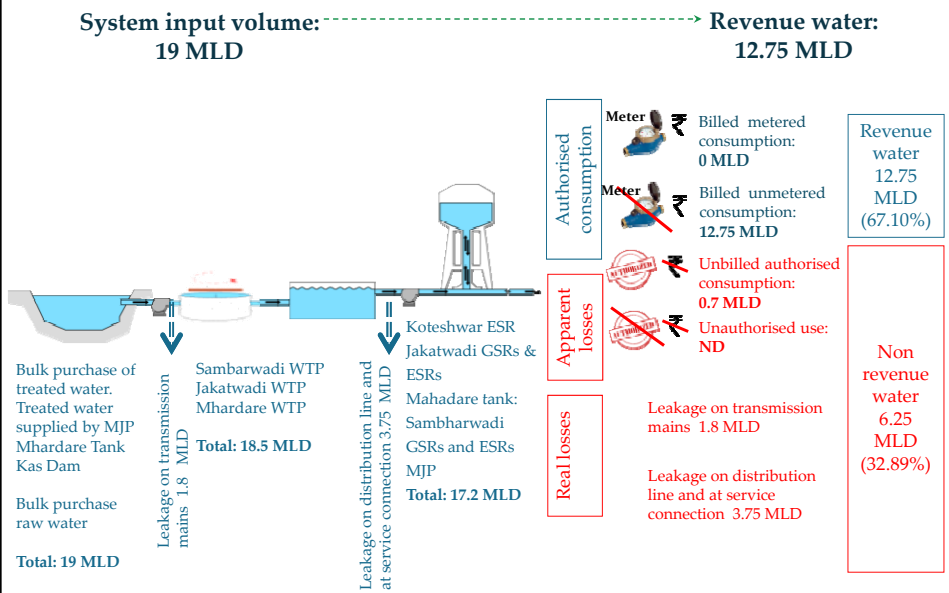 System input volume:
19 MLD
Revenue water:
12.75 MLD
Bulk purchase of
treated water.
Treated water
supplied by MJP
Mhardare Tank
Kas Dam
Bulk purchase
raw water
Total: 19 MLD
Leakage on transmission
mains 1.8 MLD
Sambarwadi WTP
Jakatwadi WTP
Mhardare WTP
Total: 18.5 MLD
Leakage on distribution line and
at service connection 3.75 MLD
Koteshwar ESR
Jakatwadi GSRs &
ESRs
Mahadare tank:
Sambharwadi
GSRs and ESRs
MJP
Total: 17.2 MLD
Authorised
consumption
Meter ₹
Billed metered
consumption:
0 MLD
Meter ₹
Billed unmetered
consumption:
12.75 MLD
Apparent
losses
AUTHORIZED ₹
Unbilled authorised
consumption:
0.7 MLD
AUTHORIZED ₹
Unauthorised use:
ND
Real losses
Leakage on transmission
mains 1.8 MLD
Leakage on distribution
line and at service
connection 3.75 MLD
Revenue
water
12.75
MLD
(67.10%)
Non
revenue
water
6.25
MLD
(32.89%)